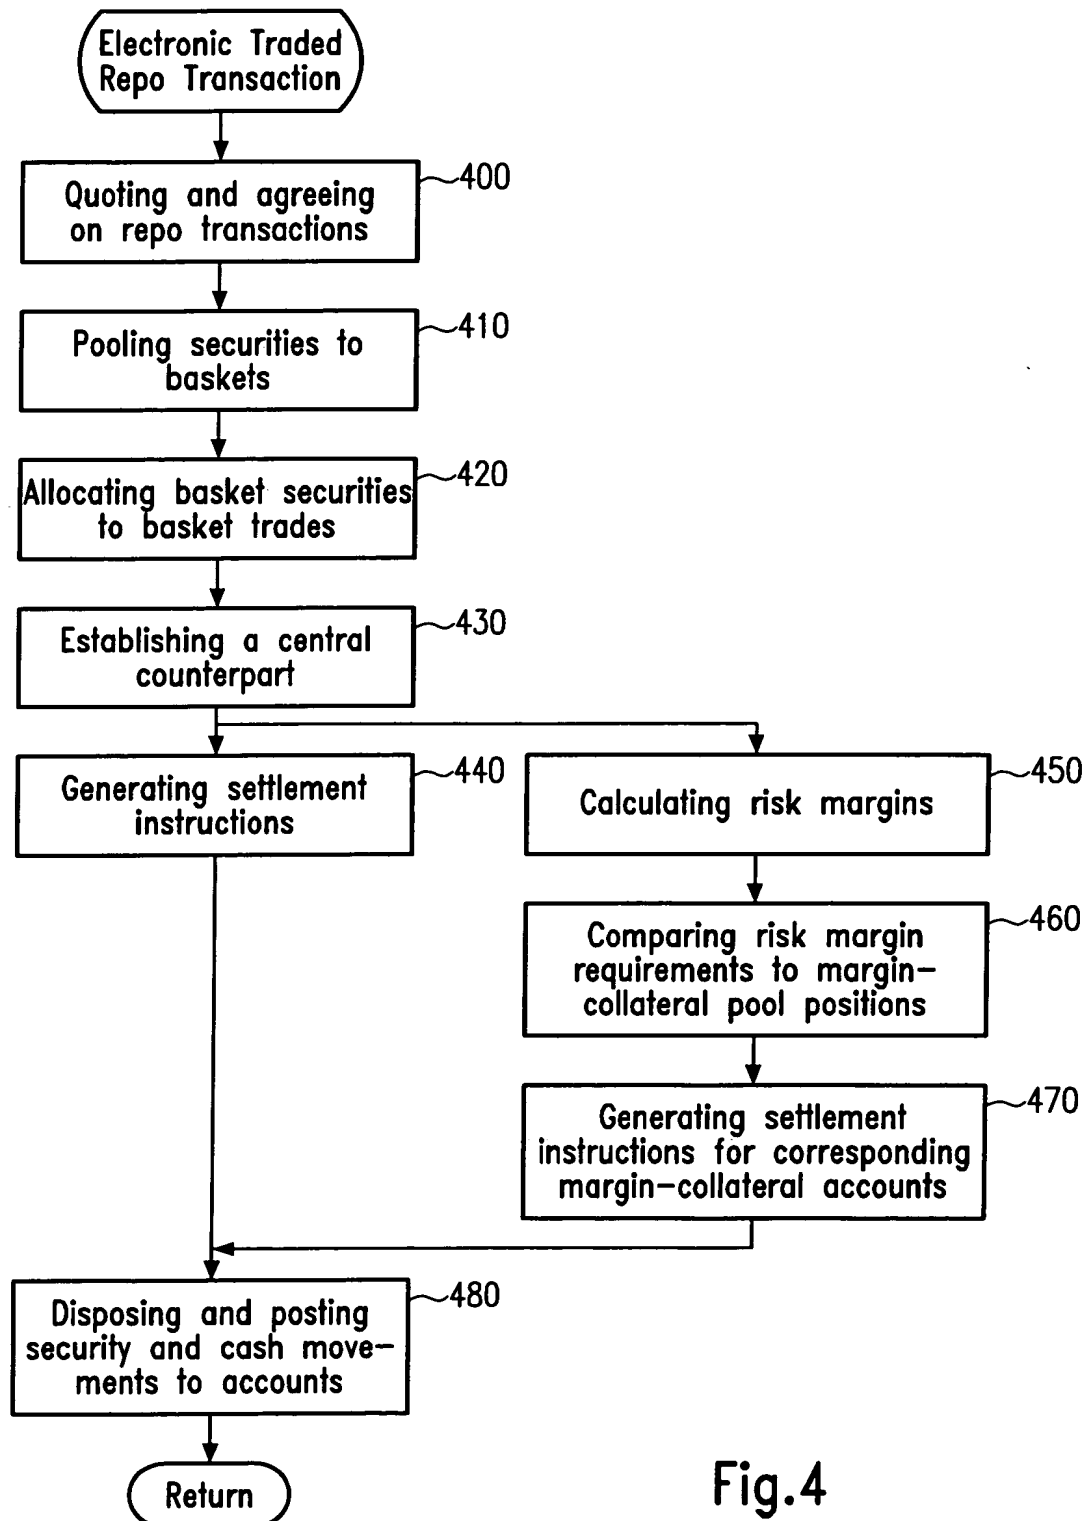 Electronic Traded
Repo Transaction
400
Quoting and agreeing
on repo transactions
410
Pooling securities to
baskets
420
Allocating basket securities
to basket trades
430
Establishing a central
counterpart
440
Generating settlement
instructions
450
Calculating risk margins
460
Comparing risk margin
requirements to margin-
collateral pool positions
470
Generating settlement
instructions for corresponding
margin-collateral accounts
480
Disposing and posting
security and cash move-
ments to accounts
Return
Fig.4